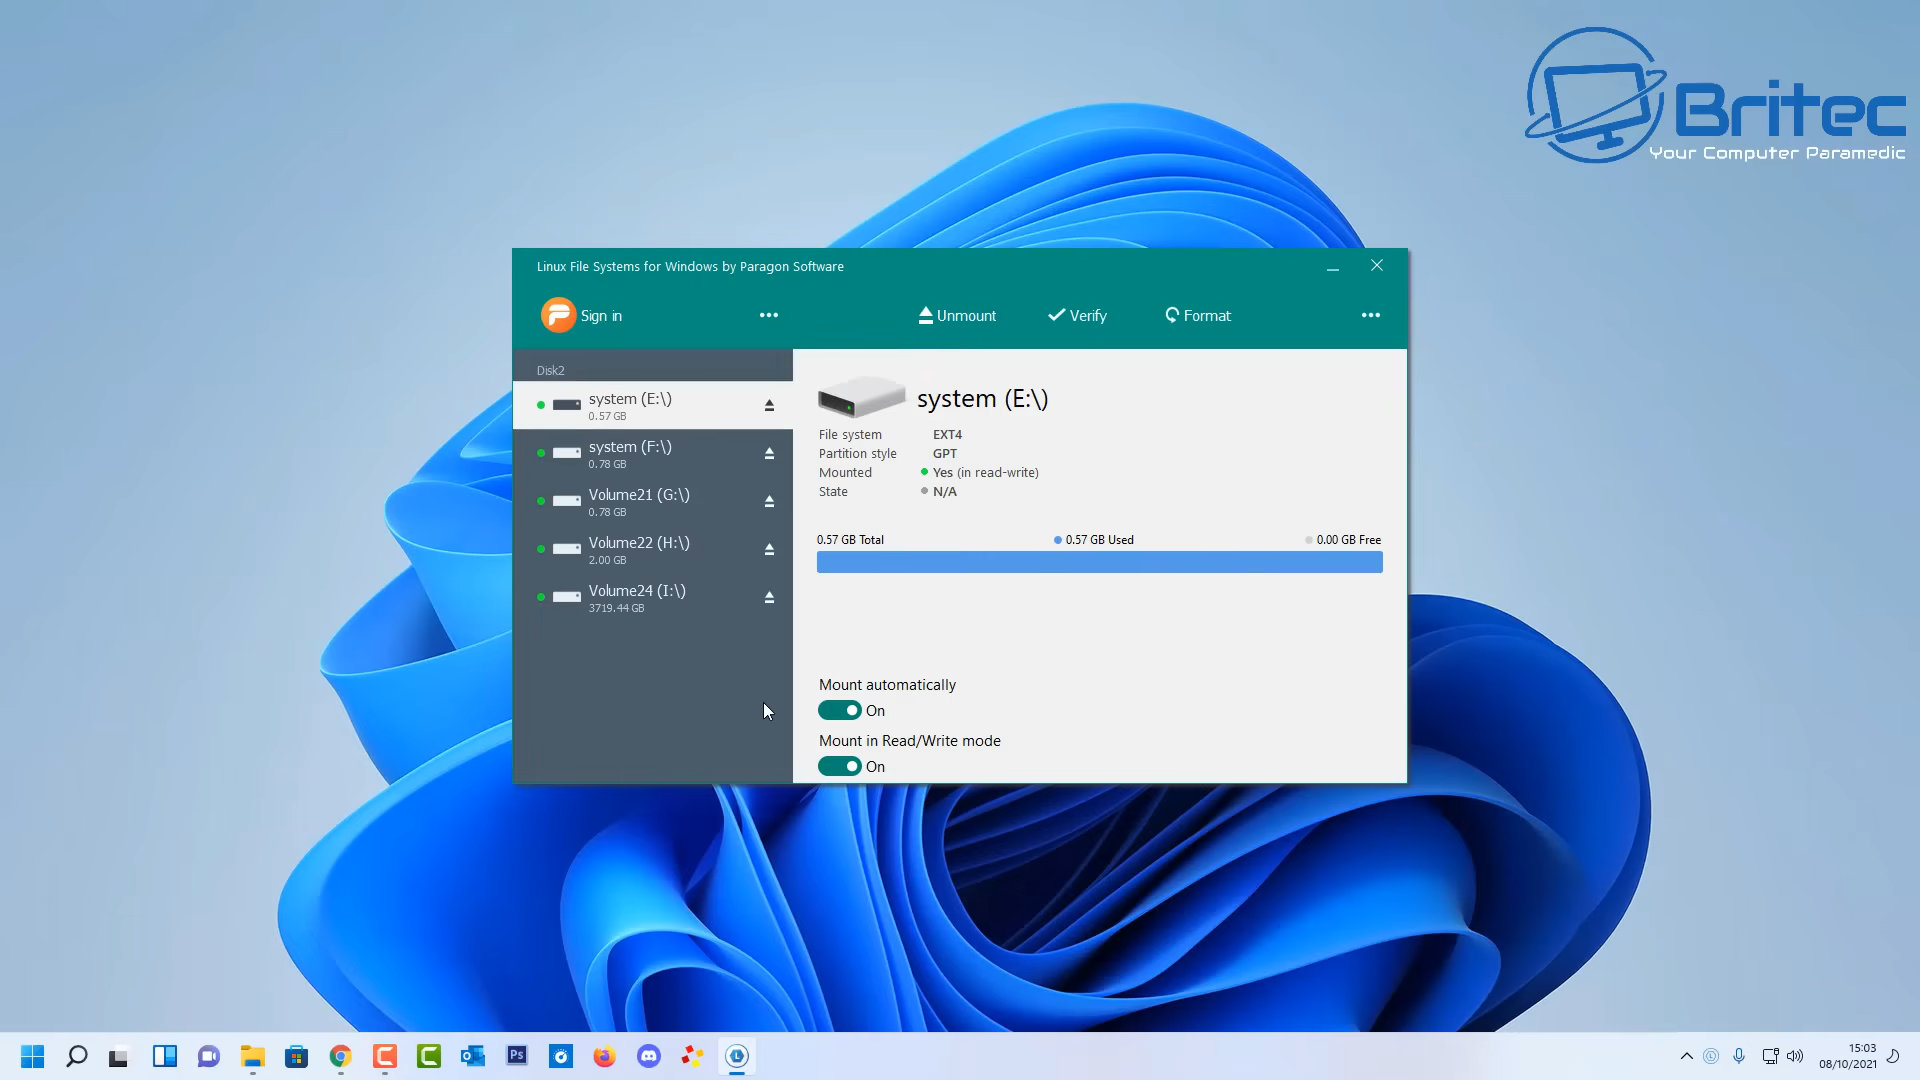 Britec
Your Computer Paramedic
Linux File Systems for Windows by Paragon Software
Sign in
Unmount
Verify
Format
Disk2
system (E:\)
0.57 GB
system (F:\)
0.78 GB
Volume21 (G:\)
0.78 GB
Volume22 (H:\)
2.00 GB
Volume24 (I:\)
3719.44 GB
system (E:\)
File system EXT4
Partition style GPT
Mounted Yes (in read-write)
State N/A
0.57 GB Total 0.57 GB Used 0.00 GB Free
Mount automatically
On
Mount in Read/Write mode
On
Ps
15:03
08/10/2021